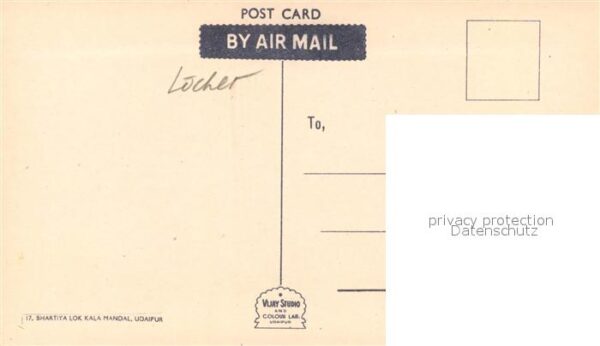 POST CARD
BY AIR MAIL
Löcher
To,
privacy protection
Datenschutz
VIJAY STUDIO
AND
COLOUR LAB.
UDAIPUR
17. BHARTIYA LOK KALA MANDAL, UDAIPUR